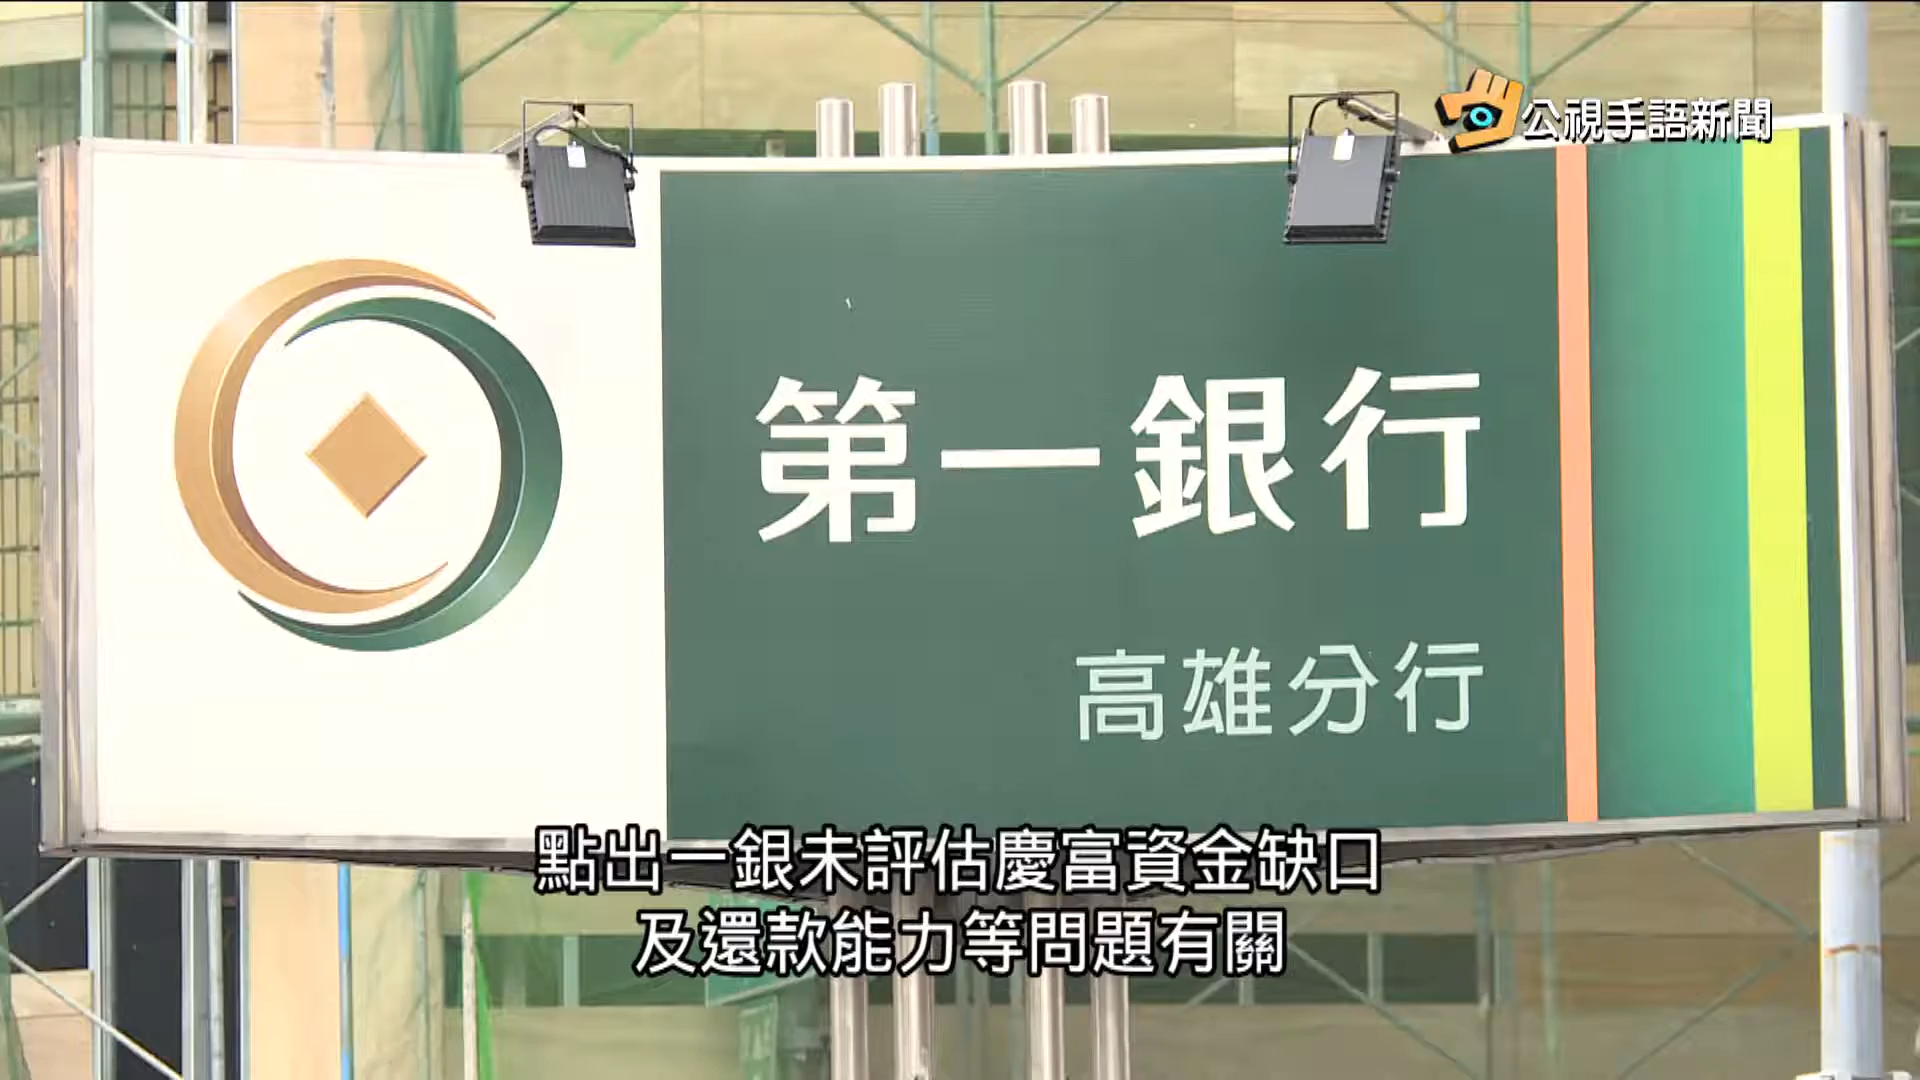 公視手語新聞
第一銀行
高雄分行
點出一銀未評估慶富資金缺口
及還款能力等問題有關